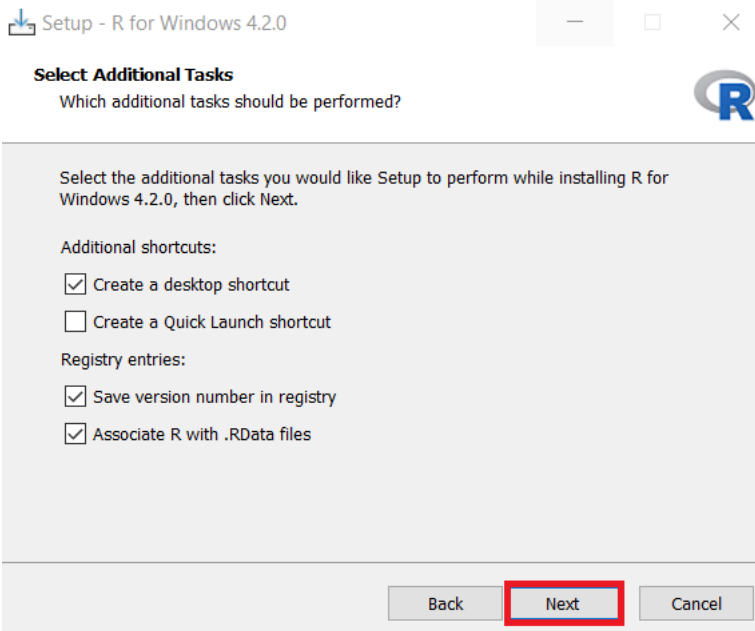 Setup - R for Windows 4.2.0
Select Additional Tasks
Which additional tasks should be performed?
R
Select the additional tasks you would like Setup to perform while installing R for
Windows 4.2.0, then click Next.
Additional shortcuts:
Create a desktop shortcut
Create a Quick Launch shortcut
Registry entries:
Save version number in registry
Associate R with .RData files
Back Next Cancel